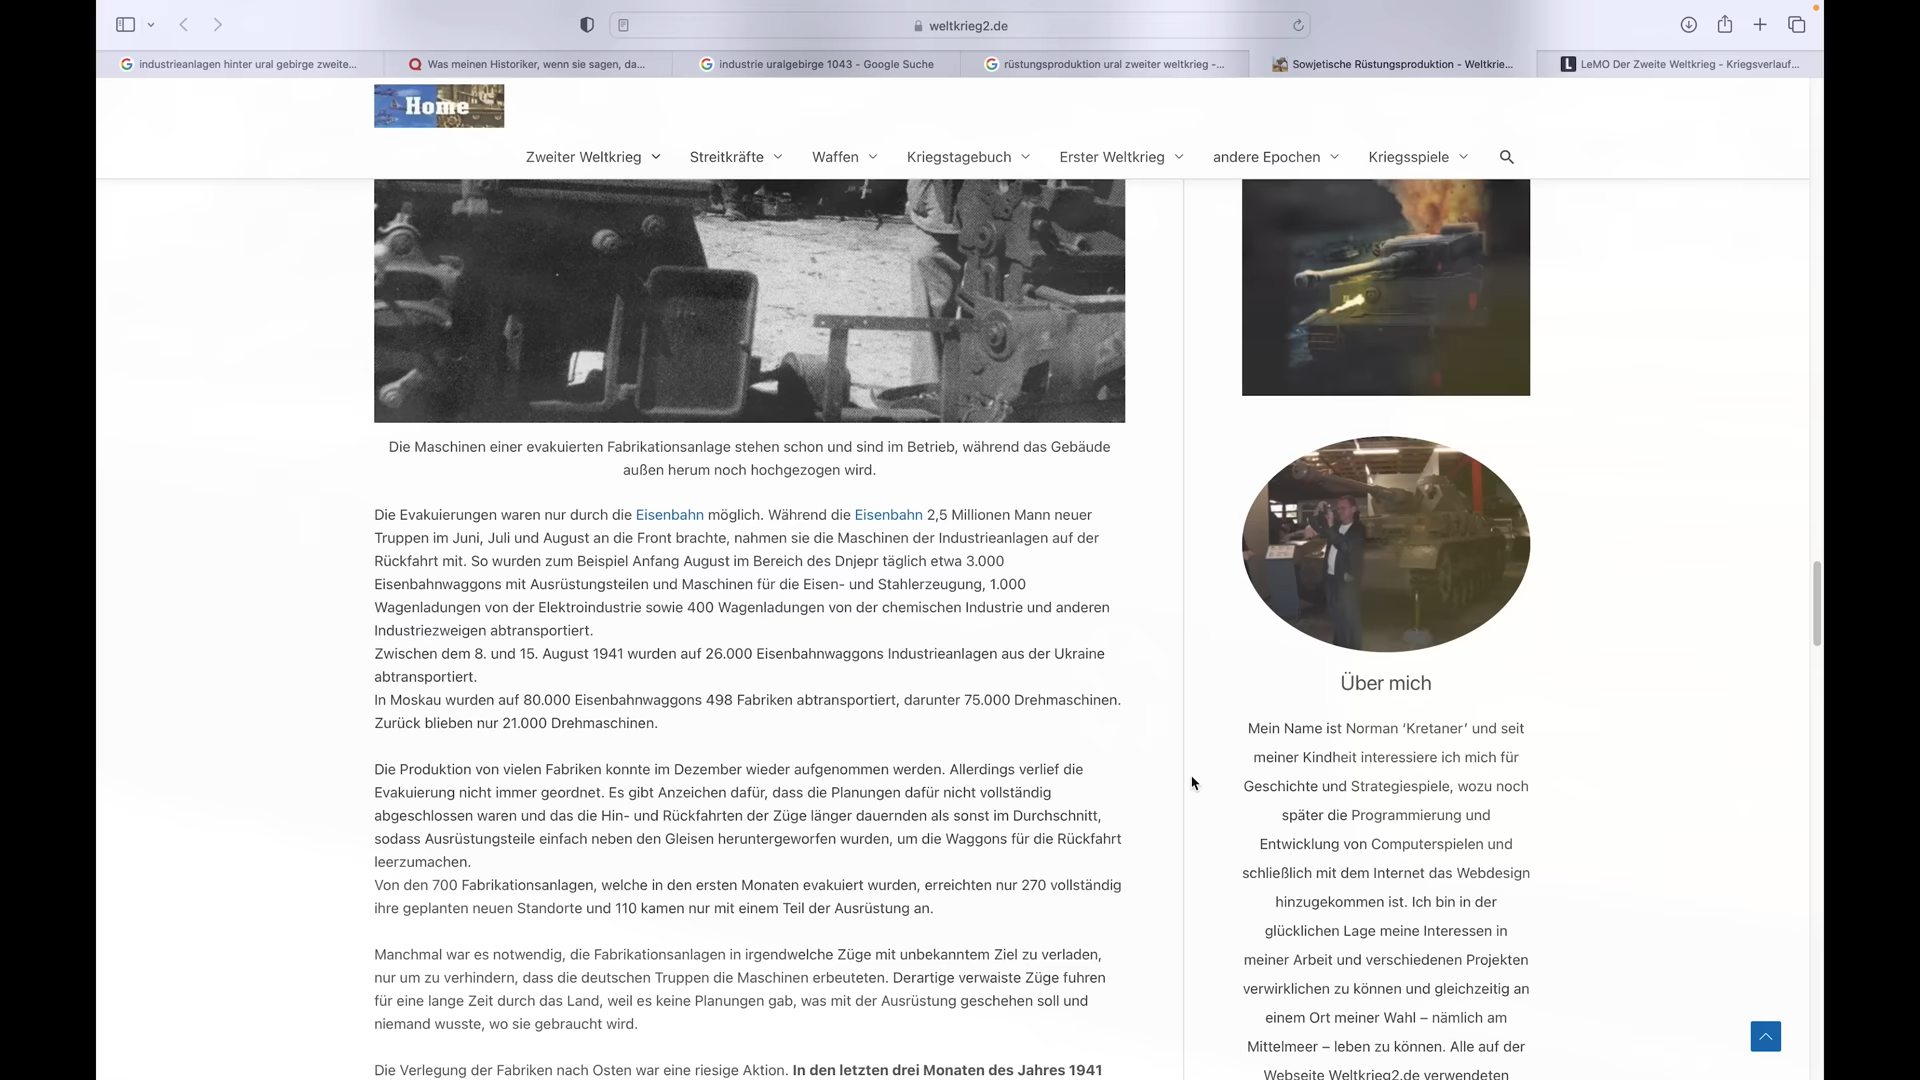 weltkrieg2.de
industrieanlagen hinter ural gebirge zweite...
Was meinen Historiker, wenn sie sagen, da...
industrie uralgebirge 1043 - Google Suche
rüstungsproduktion ural zweiter weltkrieg -...
Sowjetische Rüstungsproduktion - Weltkrie...
LeMO Der Zweite Weltkrieg - Kriegsverlauf...
Home
Zweiter Weltkrieg
Streitkräfte
Waffen
Kriegstagebuch
Erster Weltkrieg
andere Epochen
Kriegsspiele
Die Maschinen einer evakuierten Fabrikationsanlage stehen schon und sind im Betrieb, während das Gebäude
außen herum noch hochgezogen wird.
Die Evakuierungen waren nur durch die Eisenbahn möglich. Während die Eisenbahn 2,5 Millionen Mann neuer
Truppen im Juni, Juli und August an die Front brachte, nahmen sie die Maschinen der Industrieanlagen auf der
Rückfahrt mit. So wurden zum Beispiel Anfang August im Bereich des Dnjepr täglich etwa 3.000
Eisenbahnwaggons mit Ausrüstungsteilen und Maschinen für die Eisen- und Stahlerzeugung, 1.000
Wagenladungen von der Elektroindustrie sowie 400 Wagenladungen von der chemischen Industrie und anderen
Industriezweigen abtransportiert.
Zwischen dem 8. und 15. August 1941 wurden auf 26.000 Eisenbahnwaggons Industrieanlagen aus der Ukraine
abtransportiert.
In Moskau wurden auf 80.000 Eisenbahnwaggons 498 Fabriken abtransportiert, darunter 75.000 Drehmaschinen.
Zurück blieben nur 21.000 Drehmaschinen.
Die Produktion von vielen Fabriken konnte im Dezember wieder aufgenommen werden. Allerdings verlief die
Evakuierung nicht immer geordnet. Es gibt Anzeichen dafür, dass die Planungen dafür nicht vollständig
abgeschlossen waren und das die Hin- und Rückfahrten der Züge länger dauernden als sonst im Durchschnitt,
sodass Ausrüstungsteile einfach neben den Gleisen heruntergeworfen wurden, um die Waggons für die Rückfahrt
leerzumachen.
Von den 700 Fabrikationsanlagen, welche in den ersten Monaten evakuiert wurden, erreichten nur 270 vollständig
ihre geplanten neuen Standorte und 110 kamen nur mit einem Teil der Ausrüstung an.
Manchmal war es notwendig, die Fabrikationsanlagen in irgendwelche Züge mit unbekanntem Ziel zu verladen,
nur um zu verhindern, dass die deutschen Truppen die Maschinen erbeuteten. Derartige verwaiste Züge fuhren
für eine lange Zeit durch das Land, weil es keine Planungen gab, was mit der Ausrüstung geschehen soll und
niemand wusste, wo sie gebraucht wird.
Die Verlegung der Fabriken nach Osten war eine riesige Aktion. In den letzten drei Monaten des Jahres 1941
Über mich
Mein Name ist Norman ‘Kretaner’ und seit
meiner Kindheit interessiere ich mich für
Geschichte und Strategiespiele, wozu noch
später die Programmierung und
Entwicklung von Computerspielen und
schließlich mit dem Internet das Webdesign
hinzugekommen ist. Ich bin in der
glücklichen Lage meine Interessen in
meiner Arbeit und verschiedenen Projekten
verwirklichen zu können und gleichzeitig an
einem Ort meiner Wahl – nämlich am
Mittelmeer – leben zu können. Alle auf der
Webseite Weltkrieg2.de verwendeten